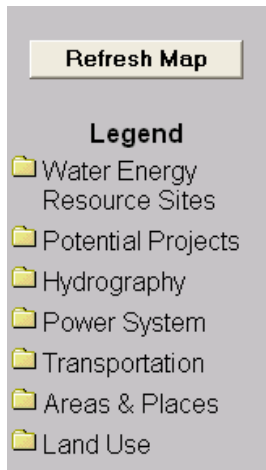 Refresh Map
Legend
Water Energy
Resource Sites
Potential Projects
Hydrography
Power System
Transportation
Areas & Places
Land Use